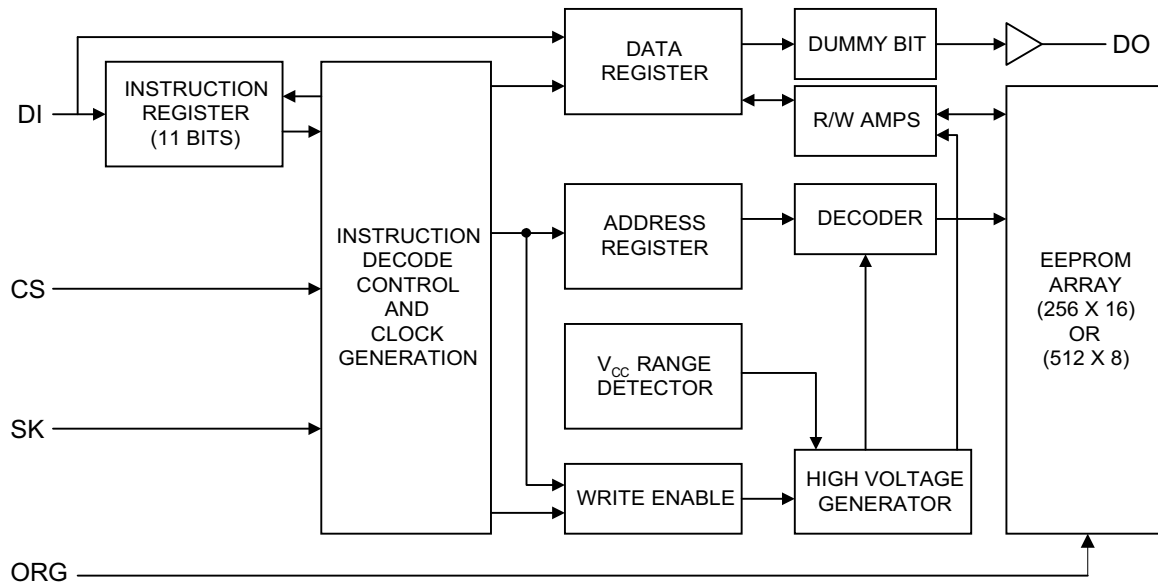 DI
INSTRUCTION
REGISTER
(11 BITS)
CS
SK
ORG
INSTRUCTION
DECODE
CONTROL
AND
CLOCK
GENERATION
DATA
REGISTER
DUMMY BIT
DO
R/W AMPS
ADDRESS
REGISTER
DECODER
VCC RANGE
DETECTOR
WRITE ENABLE
HIGH VOLTAGE
GENERATOR
EEPROM
ARRAY
(256 X 16)
OR
(512 X 8)